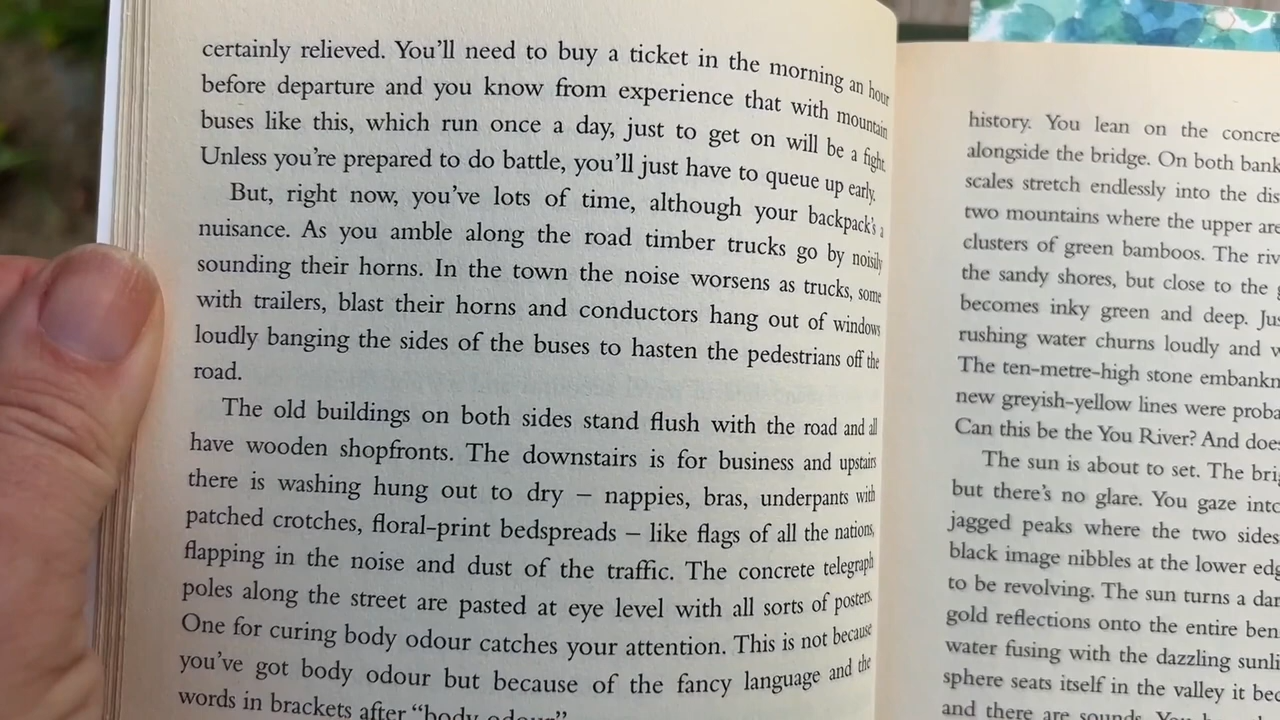 certainly relieved. You'll need to buy a ticket in the morning an hour
before departure and you know from experience that with mountain
buses like this, which run once a day, just to get on will be a fight.
Unless you're prepared to do battle, you'll just have to queue up early.
But, right now, you've lots of time, although your backpack's a
nuisance. As you amble along the road timber trucks go by noisily
sounding their horns. In the town the noise worsens as trucks, some
with trailers, blast their horns and conductors hang out of windows
loudly banging the sides of the buses to hasten the pedestrians off the
road.
The old buildings on both sides stand flush with the road and all
have wooden shopfronts. The downstairs is for business and upstairs
there is washing hung out to dry – nappies, bras, underpants with
patched crotches, floral-print bedspreads – like flags of all the nations,
flapping in the noise and dust of the traffic. The concrete telegraph
poles along the street are pasted at eye level with all sorts of posters.
One for curing body odour catches your attention. This is not because
you've got body odour but because of the fancy language and the
words in brackets after "body odour"
history. You lean on the
alongside the bridge. On both
scales stretch endlessly into the
two mountains where the upper
clusters of green bamboos. The
the sandy shores, but close to the
becomes inky green and deep.
rushing water churns loudly and
The ten-metre-high stone
new greyish-yellow lines were
Can this be the You River? And
The sun is about to set. The
but there's no glare. You gaze
jagged peaks where the two sides
black image nibbles at the lower
to be revolving. The sun turns a
gold reflections onto the entire
water fusing with the dazzling
sphere seats itself in the valley it
and there are sounds. You